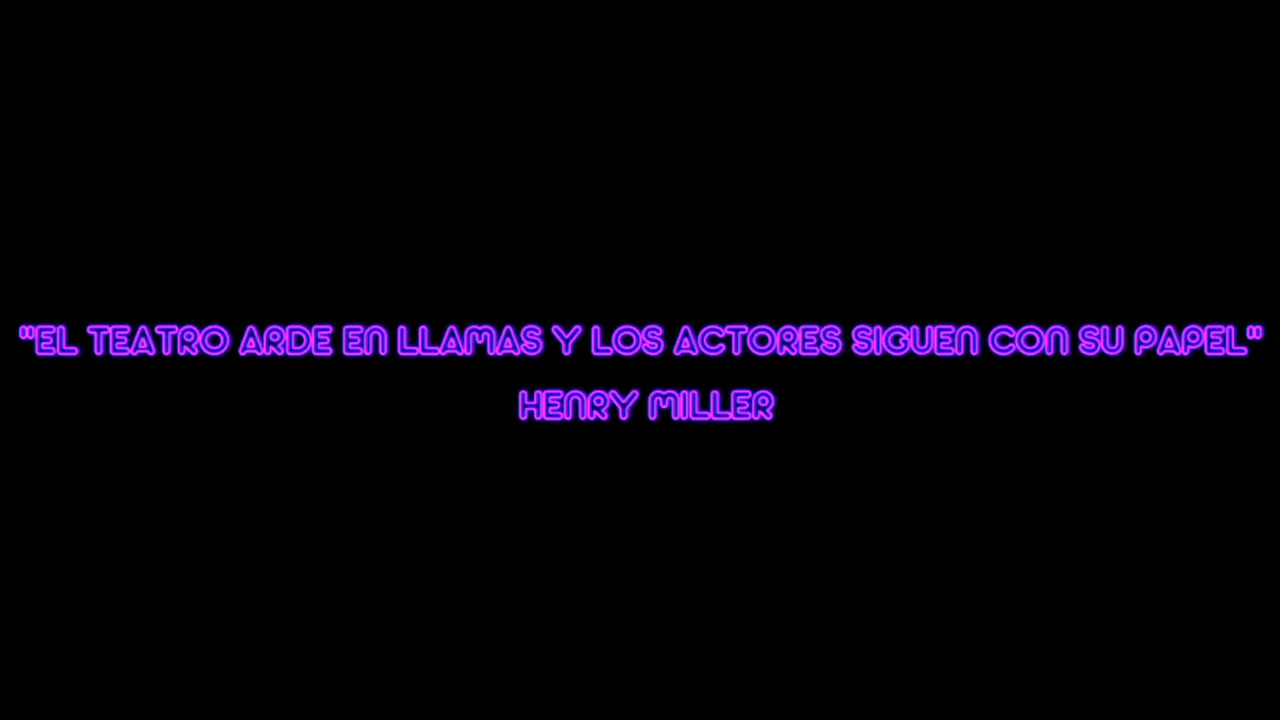 "EL TEATRO ARDE EN LLAMAS Y LOS ACTORES SIGUEN CON SU PAPEL"
HENRY MILLER